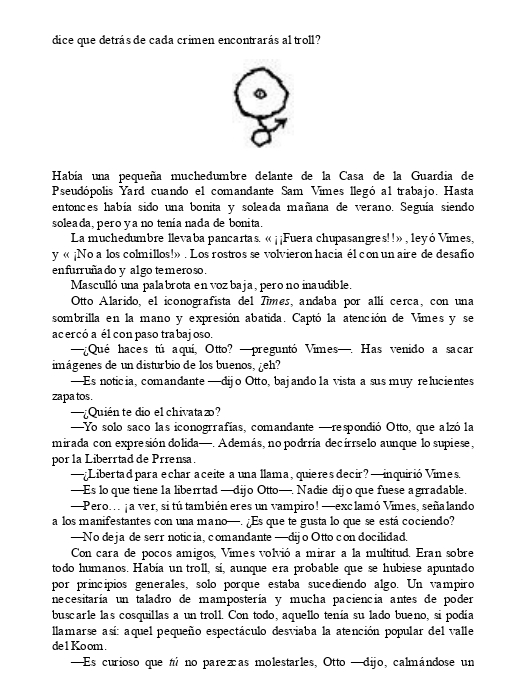 dice que detrás de cada crimen encontrarás al troll?
Había una pequeña muchedumbre delante de la Casa de la Guardia de
Pseudópolis Yard cuando el comandante Sam Vimes llegó al trabajo. Hasta
entonces había sido una bonita y soleada mañana de verano. Seguía siendo
soleada, pero ya no tenía nada de bonita.
La muchedumbre llevaba pancartas. «¡¡Fuera chupasangres!!» , leyó Vimes,
y « ¡No a los colmillos!» . Los rostros se volvieron hacia él con un aire de desafío
enfurruñado y algo temeroso.
Masculló una palabrota en voz baja, pero no inaudible.
Otto Alarido, el iconografista del Times, andaba por allí cerca, con una
sombrilla en la mano y expresión abatida. Captó la atención de Vimes y se
acercó a él con paso trabajoso.
—¿Qué haces tú aquí, Otto? —preguntó Vimes—. Has venido a sacar
imágenes de un disturbio de los buenos, ¿eh?
—Es noticia, comandante —dijo Otto, bajando la vista a sus muy relucientes
zapatos.
—¿Quién te dio el chivatazo?
—Yo solo saco las iconogrrafías, comandante —respondió Otto, que alzó la
mirada con expresión dolida—. Además, no podrría decírrselo aunque lo supiese,
por la Liberrtad de Prrensa.
—¿Libertad para echar aceite a una llama, quieres decir? —inquirió Vimes.
—Es lo que tiene la liberrtad —dijo Otto—. Nadie dijo que fuese agrradable.
—Pero… ¡a ver, si tú también eres un vampiro! —exclamó Vimes, señalando
a los manifestantes con una mano—. ¿Es que te gusta lo que se está cociendo?
—No deja de serr noticia, comandante —dijo Otto con docilidad.
Con cara de pocos amigos, Vimes volvió a mirar a la multitud. Eran sobre
todo humanos. Había un troll, sí, aunque era probable que se hubiese apuntado
por principios generales, solo porque estaba sucediendo algo. Un vampiro
necesitaría un taladro de mampostería y mucha paciencia antes de poder
buscarle las cosquillas a un troll. Con todo, aquello tenía su lado bueno, si podía
llamarse así: aquel pequeño espectáculo desviaba la atención popular del valle
del Koom.
—Es curioso que tú no parezcas molestarles, Otto —dijo, calmándose un